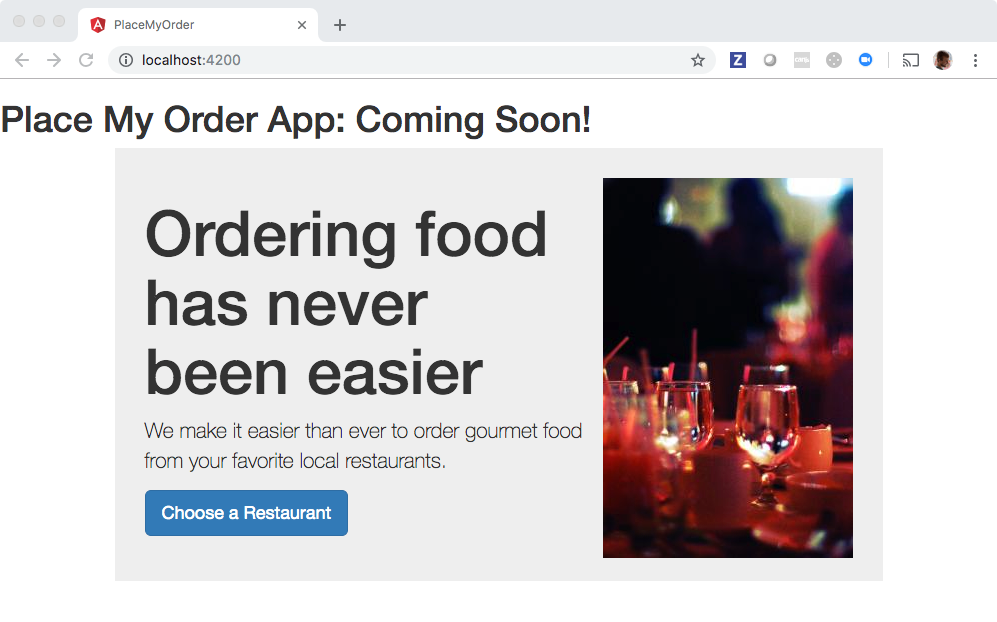 PlaceMyOrder
localhost:4200
Place My Order App: Coming Soon!
Ordering food
has never
been easier
We make it easier than ever to order gourmet food
from your favorite local restaurants.
Choose a Restaurant